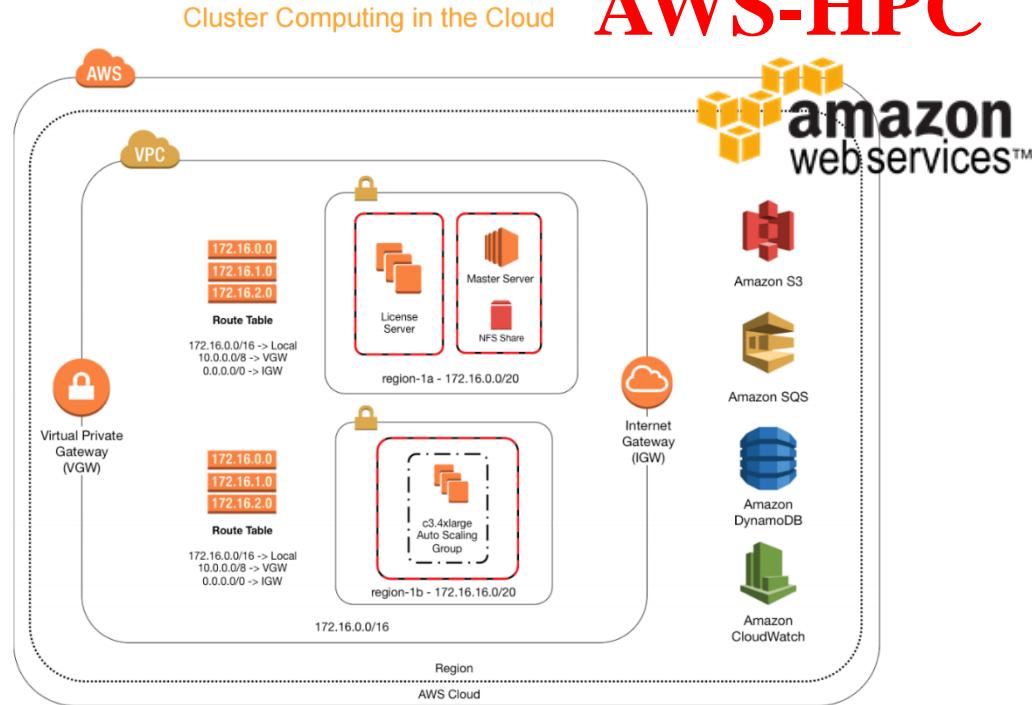 Cluster Computing in the Cloud
AWS-HPC
AWS
amazon
webservices™
VPC
172.16.0.0
172.16.1.0
172.16.2.0
Route Table
172.16.0.0/16 -> Local
10.0.0.0/8 -> VGW
0.0.0.0/0 -> IGW
License
Server
Master Server
NFS Share
region-1a - 172.16.0.0/20
Amazon S3
Virtual Private
Gateway
(VGW)
Internet
Gateway
(IGW)
Amazon SQS
172.16.0.0
172.16.1.0
172.16.2.0
Route Table
172.16.0.0/16 -> Local
10.0.0.0/8 -> VGW
0.0.0.0/0 -> IGW
c3.4xlarge
Auto Scaling
Group
region-1b - 172.16.16.0/20
Amazon
DynamoDB
Amazon
CloudWatch
172.16.0.0/16
Region
AWS Cloud